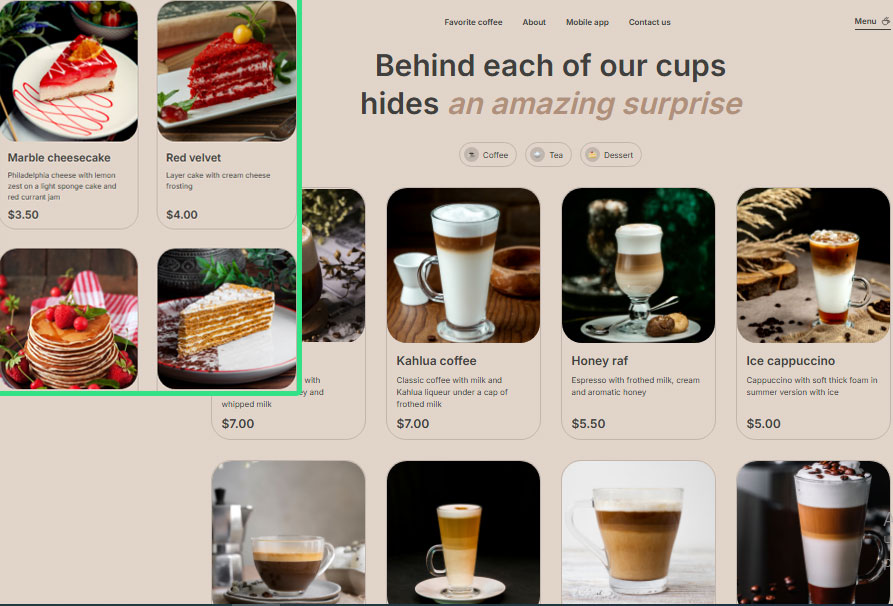 Favorite coffee
About
Mobile app
Contact us
Menu
Behind each of our cups
hides an amazing surprise
Coffee
Tea
Dessert
Marble cheesecake
Philadelphia cheese with lemon
zest on a light sponge cake and
red currant jam
$3.50
Red velvet
Layer cake with cream cheese
frosting
$4.00
with
ey and
whipped milk
$7.00
Kahlua coffee
Classic coffee with milk and
Kahlua liqueur under a cap of
frothed milk
$7.00
Honey raf
Espresso with frothed milk, cream
and aromatic honey
$5.50
Ice cappuccino
Cappuccino with soft thick foam in
summer version with ice
$5.00